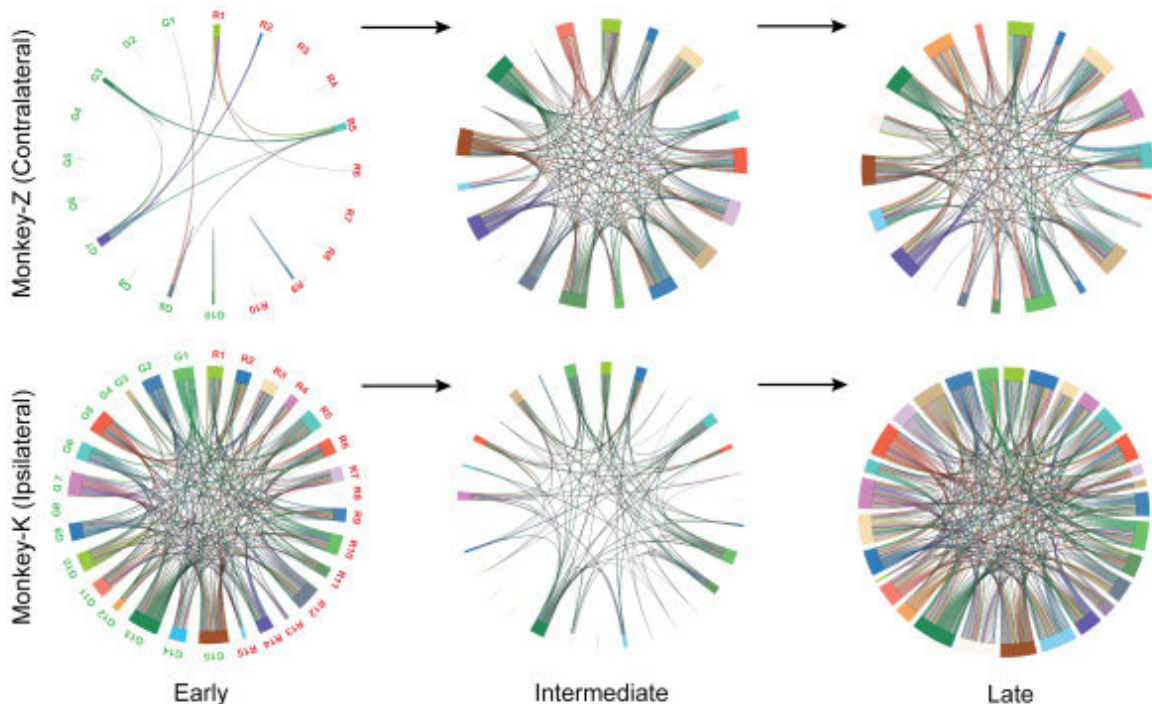 Monkey-Z (Contralateral)
G1
R1
R2
R3
R4
R5
R6
R7
R8
R9
R10
G10
G9
G8
G7
G6
G5
G4
G3
G2
Monkey-K (Ipsilateral)
G1
R1
R2
R3
R4
R5
R6
R7
R8
R9
R10
R11
R12
R13
R14
R15
G15
G14
G13
G12
G11
G10
G9
G8
G7
G6
G5
G4
G3
G2
Early
Intermediate
Late